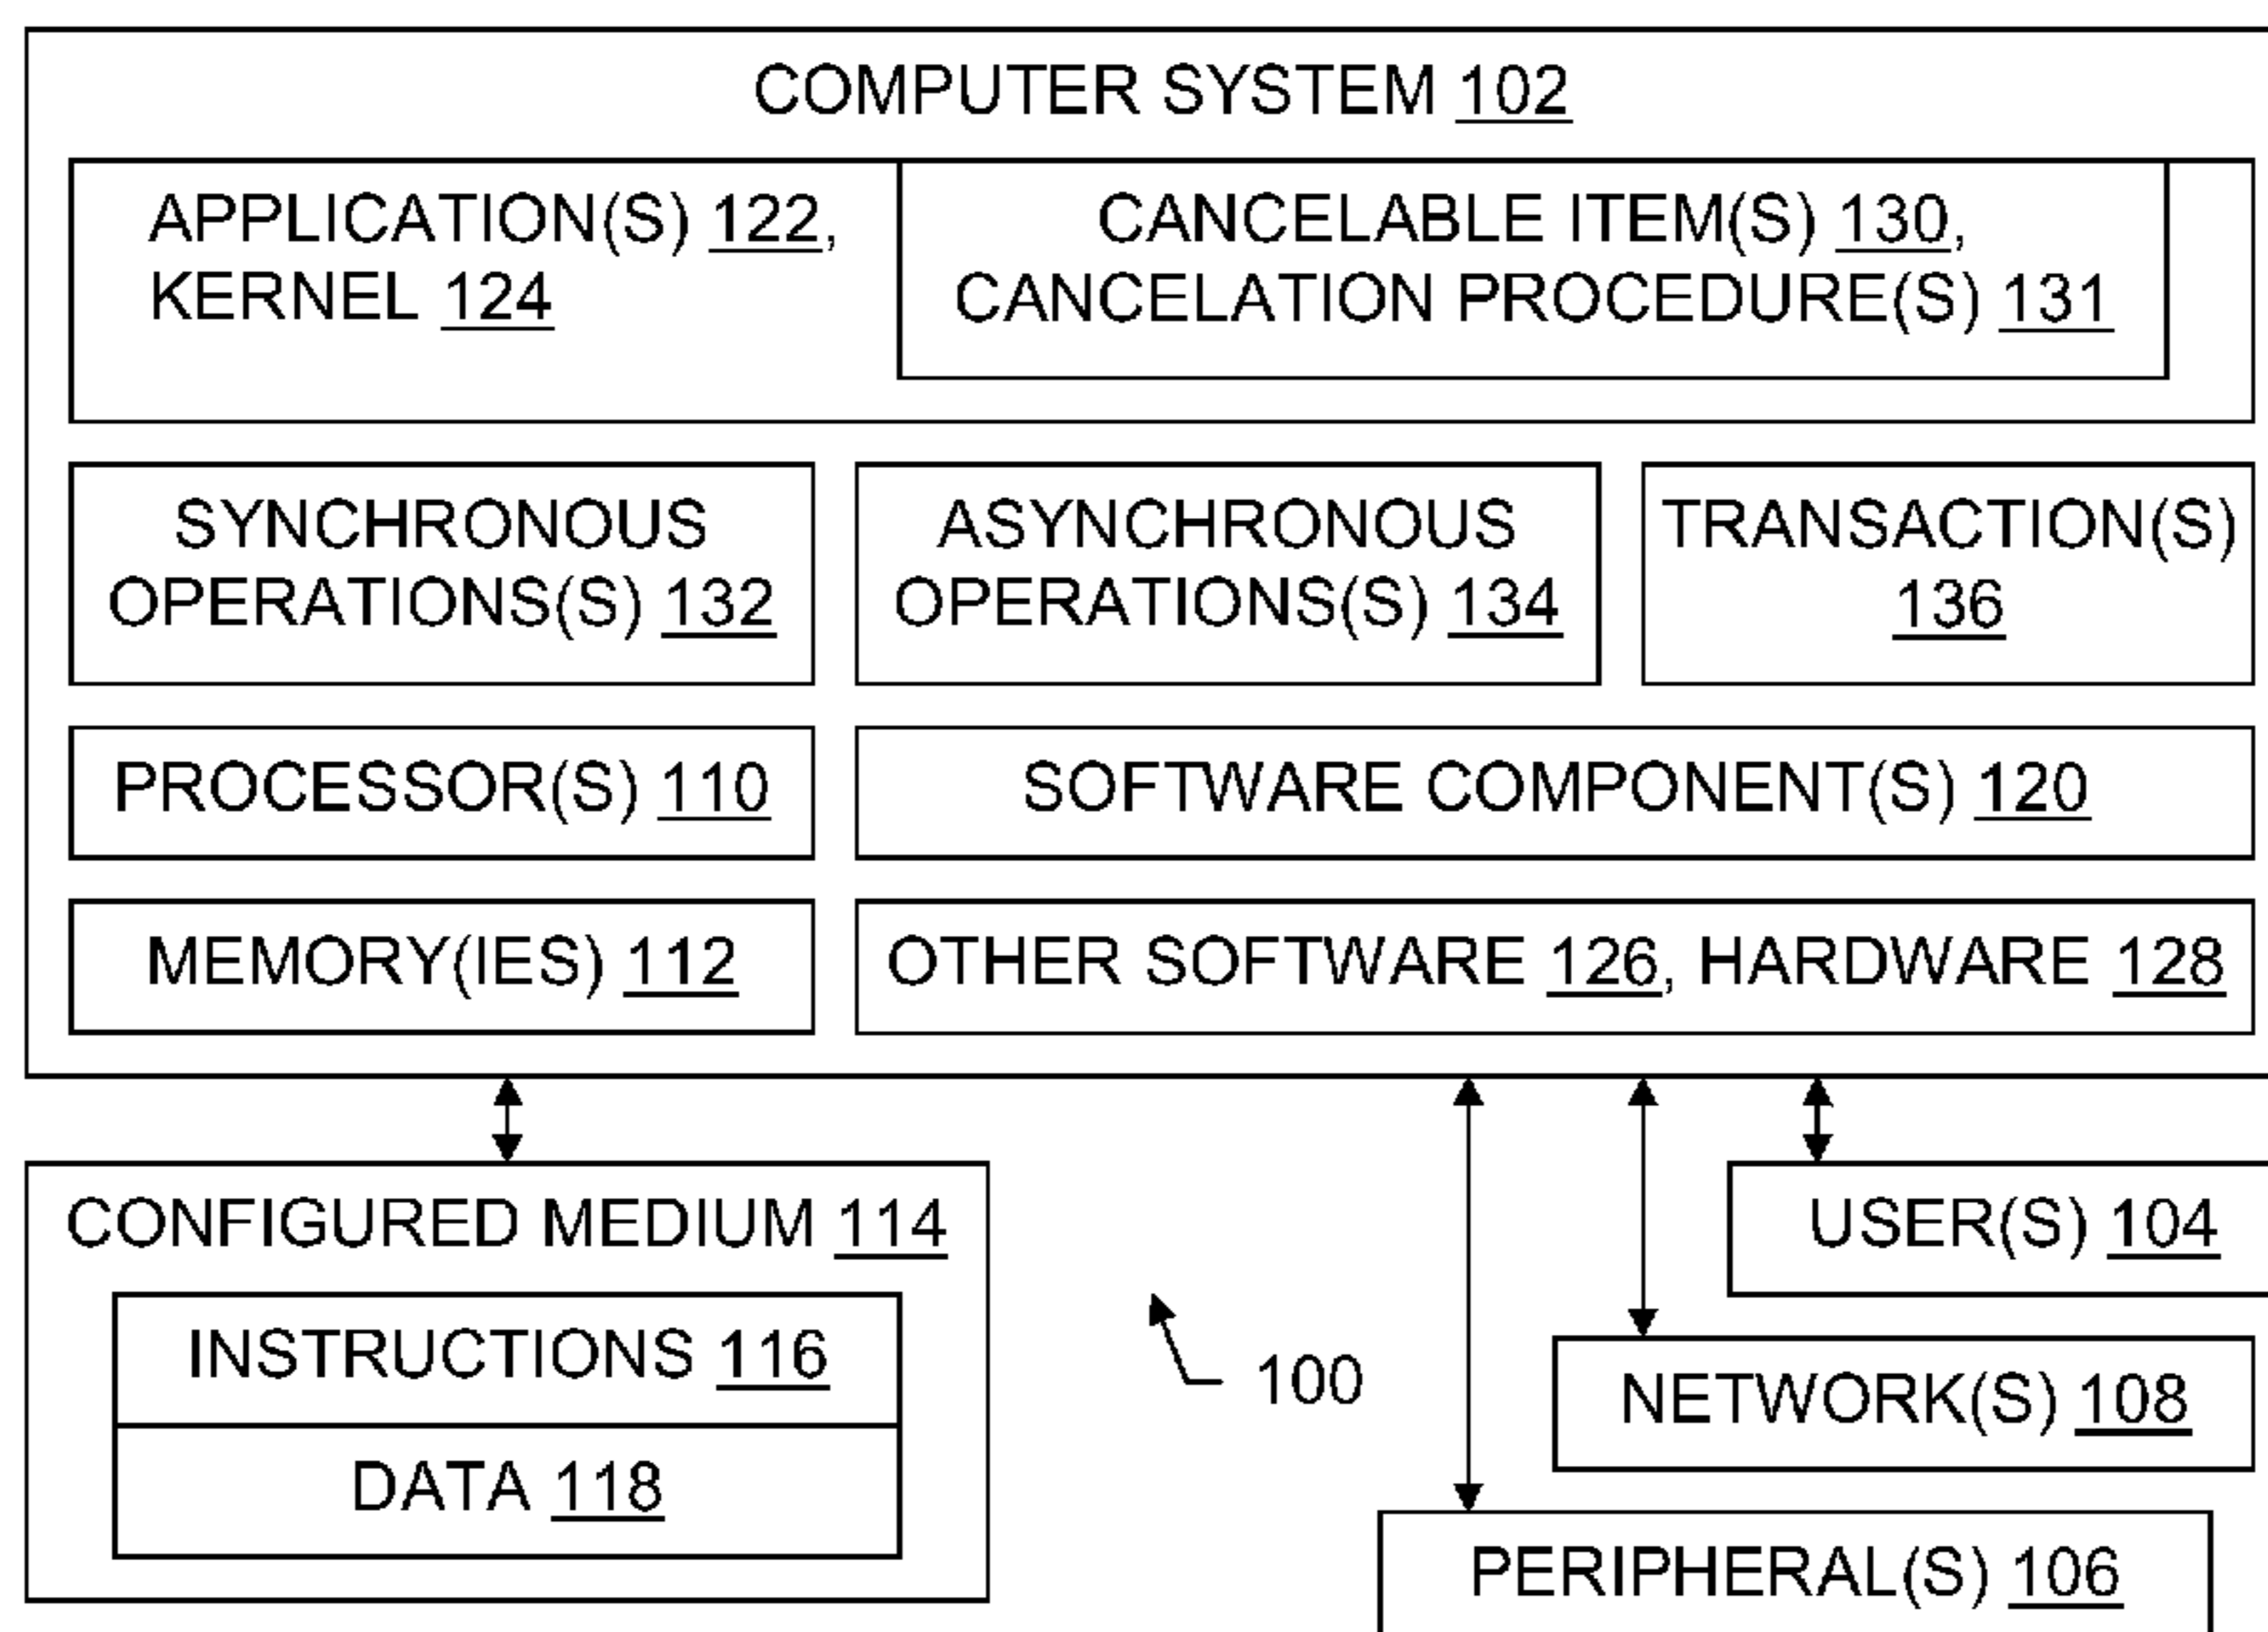 COMPUTER SYSTEM 102
APPLICATION(S) 122,
KERNEL 124
CANCELABLE ITEM(S) 130,
CANCELATION PROCEDURE(S) 131
SYNCHRONOUS
OPERATIONS(S) 132
ASYNCHRONOUS
OPERATIONS(S) 134
TRANSACTION(S)
136
PROCESSOR(S) 110
SOFTWARE COMPONENT(S) 120
MEMORY(IES) 112
OTHER SOFTWARE 126, HARDWARE 128
CONFIGURED MEDIUM 114
INSTRUCTIONS 116
DATA 118
100
USER(S) 104
NETWORK(S) 108
PERIPHERAL(S) 106